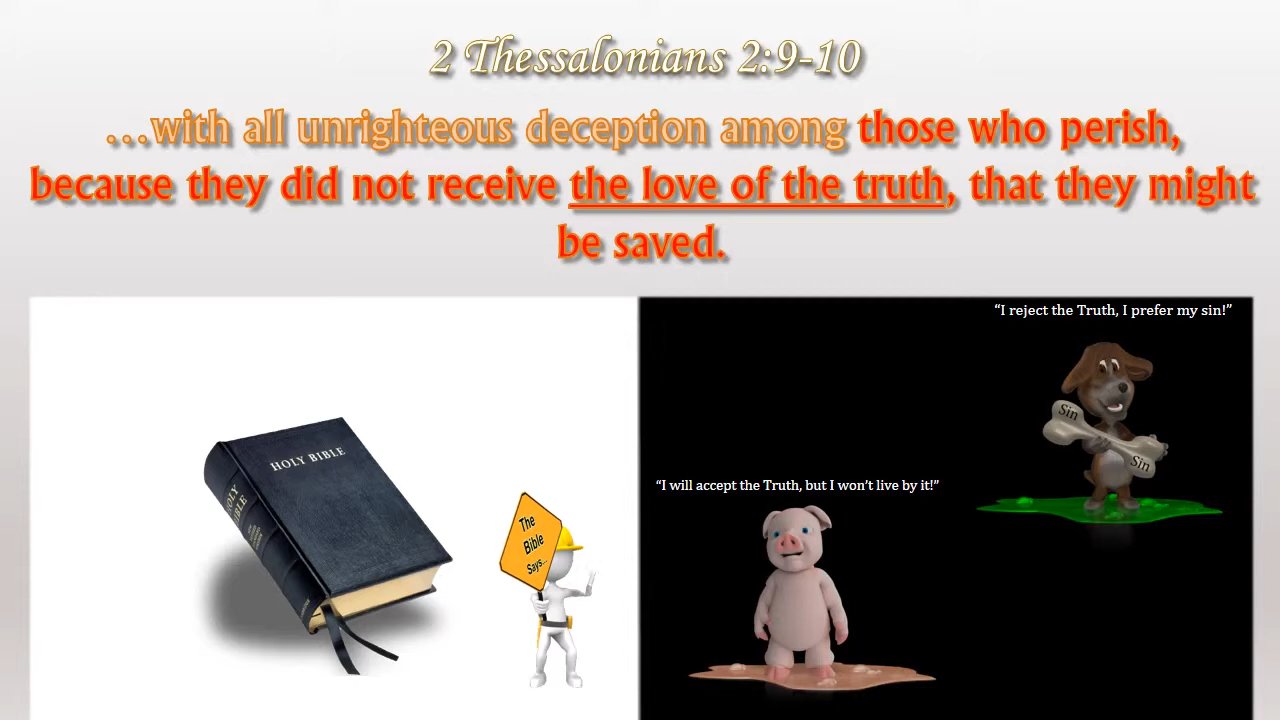 2 Thessalonians 2:9-10
…with all unrighteous deception among those who perish,
because they did not receive the love of the truth, that they might
be saved.
"I reject the Truth, I prefer my sin!"
Sin
Sin
"I will accept the Truth, but I won't live by it!"
HOLY BIBLE
HOLY
BIBLE
The
Bible
Says...